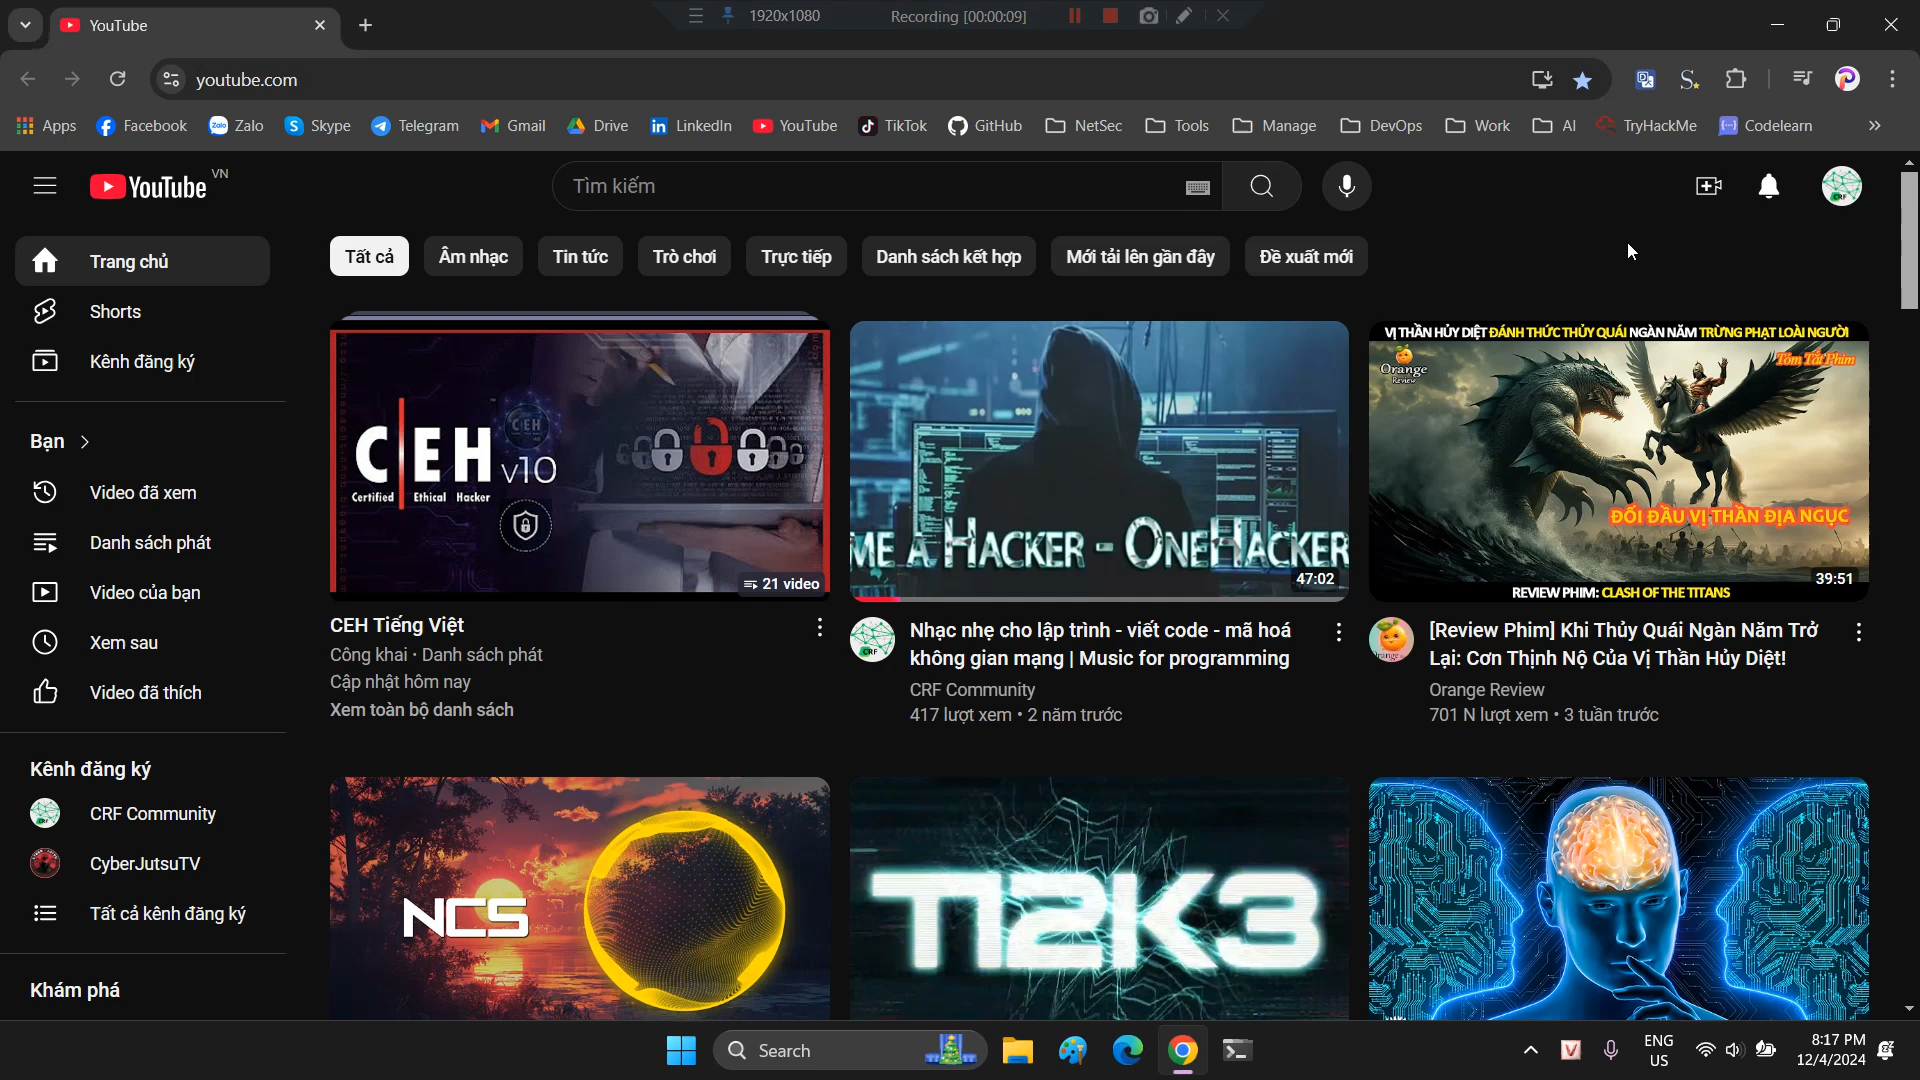 YouTube
1920x1080
Recording [00:00:09]
youtube.com
Apps
Facebook
Zalo
Skype
Telegram
Gmail
Drive
LinkedIn
YouTube
TikTok
GitHub
NetSec
Tools
Manage
DevOps
Work
AI
TryHackMe
Codelearn
YouTube VN
Tìm kiếm
Trang chủ
Shorts
Kênh đăng ký
Bạn
Video đã xem
Danh sách phát
Video của bạn
Xem sau
Video đã thích
Kênh đăng ký
CRF Community
CyberJutsuTV
Tất cả kênh đăng ký
Khám phá
Tất cả
Âm nhạc
Tin tức
Trò chơi
Trực tiếp
Danh sách kết hợp
Mới tải lên gần đây
Đề xuất mới
CEH v10
Certified Ethical Hacker
CEH
21 video
CEH Tiếng Việt
Công khai · Danh sách phát
Cập nhật hôm nay
Xem toàn bộ danh sách
ME A HACKER - ONEHACKER
47:02
CRF
Nhạc nhẹ cho lập trình - viết code - mã hoá
không gian mạng | Music for programming
CRF Community
417 lượt xem • 2 năm trước
VỊ THẦN HỦY DIỆT ĐÁNH THỨC THỦY QUÁI NGÀN NĂM TRỪNG PHẠT LOÀI NGƯỜI
Orange
Review
Tóm Tắt Phim
ĐỐI ĐẦU VỊ THẦN ĐỊA NGỤC
39:51
REVIEW PHIM: CLASH OF THE TITANS
[Review Phim] Khi Thủy Quái Ngàn Năm Trở
Lại: Cơn Thịnh Nộ Của Vị Thần Hủy Diệt!
Orange Review
701 N lượt xem • 3 tuần trước
NCS
T12K3
Search
ENG
US
8:17 PM
12/4/2024